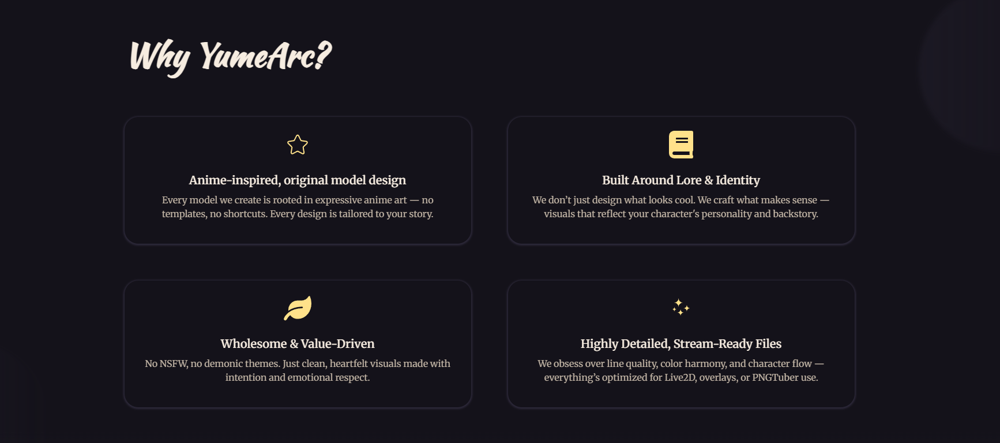 Why YumeArc?
Anime-inspired, original model design
Every model we create is rooted in expressive anime art — no
templates, no shortcuts. Every design is tailored to your story.
Built Around Lore & Identity
We don’t just design what looks cool. We craft what makes sense —
visuals that reflect your character's personality and backstory.
Wholesome & Value-Driven
No NSFW, no demonic themes. Just clean, heartfelt visuals made with
intention and emotional respect.
Highly Detailed, Stream-Ready Files
We obsess over line quality, color harmony, and character flow —
everything’s optimized for Live2D, overlays, or PNGTuber use.